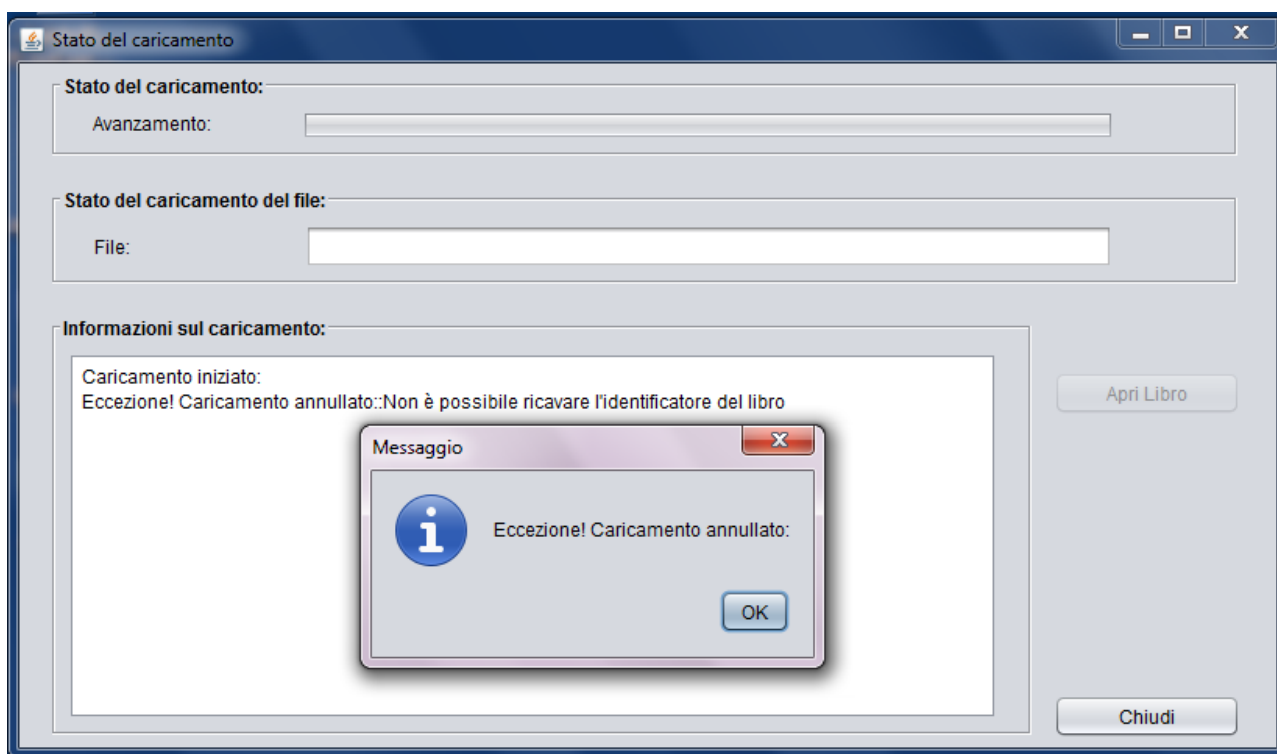 Stato del caricamento
Stato del caricamento:
Avanzamento:
Stato del caricamento del file:
File:
Informazioni sul caricamento:
Caricamento iniziato:
Eccezione! Caricamento annullato::Non è possibile ricavare l'identificatore del libro
Apri Libro
Messaggio
Eccezione! Caricamento annullato:
OK
Chiudi